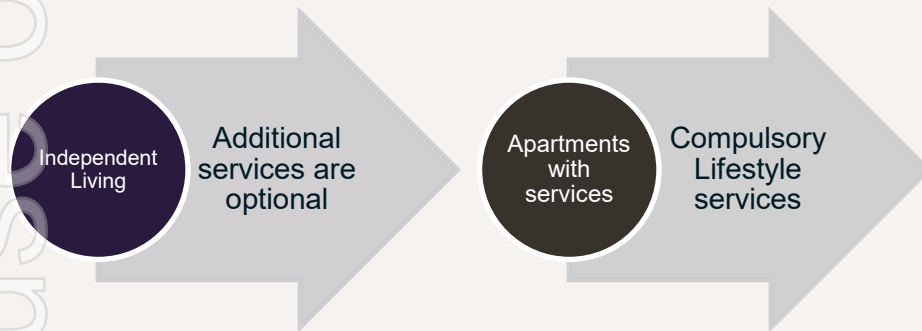 Independent
Living
Additional
services are
optional
Apartments
with
services
Compulsory
Lifestyle
services